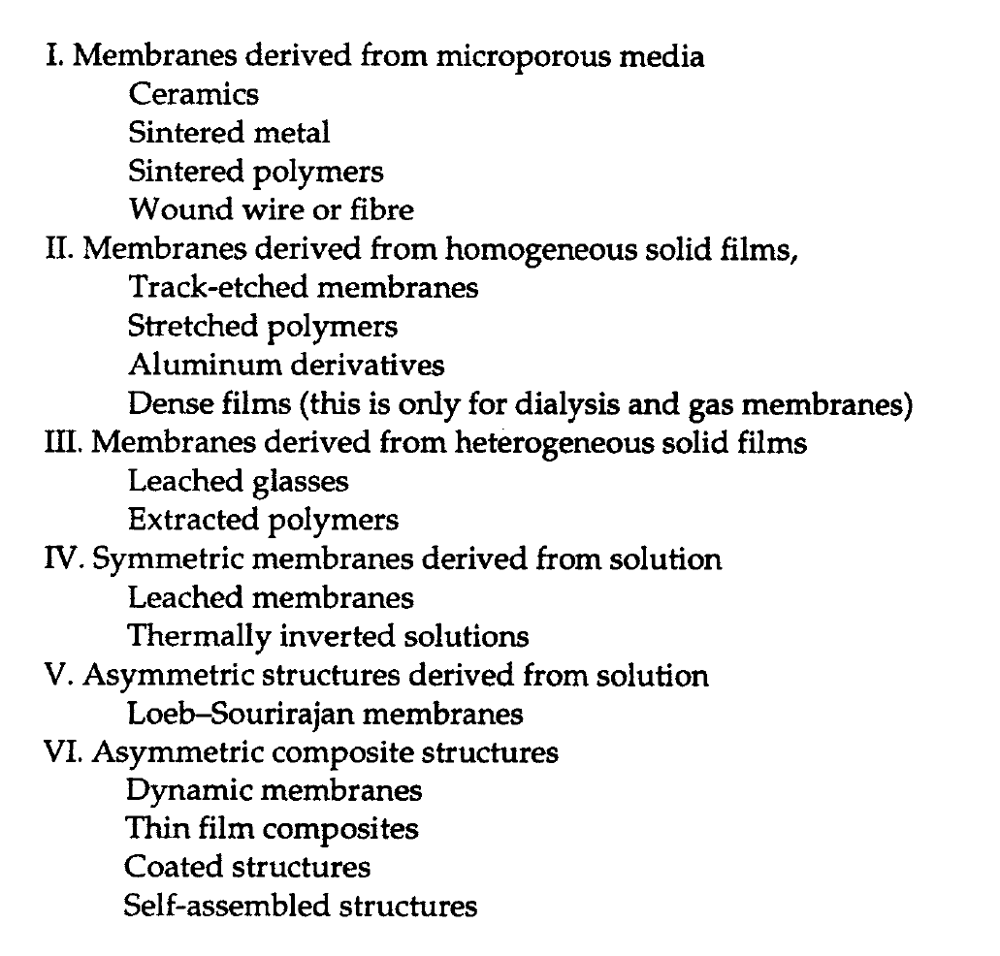 I. Membranes derived from microporous media
Ceramics
Sintered metal
Sintered polymers
Wound wire or fibre
II. Membranes derived from homogeneous solid films,
Track-etched membranes
Stretched polymers
Aluminum derivatives
Dense films (this is only for dialysis and gas membranes)
III. Membranes derived from heterogeneous solid films
Leached glasses
Extracted polymers
IV. Symmetric membranes derived from solution
Leached membranes
Thermally inverted solutions
V. Asymmetric structures derived from solution
Loeb–Sourirajan membranes
VI. Asymmetric composite structures
Dynamic membranes
Thin film composites
Coated structures
Self-assembled structures